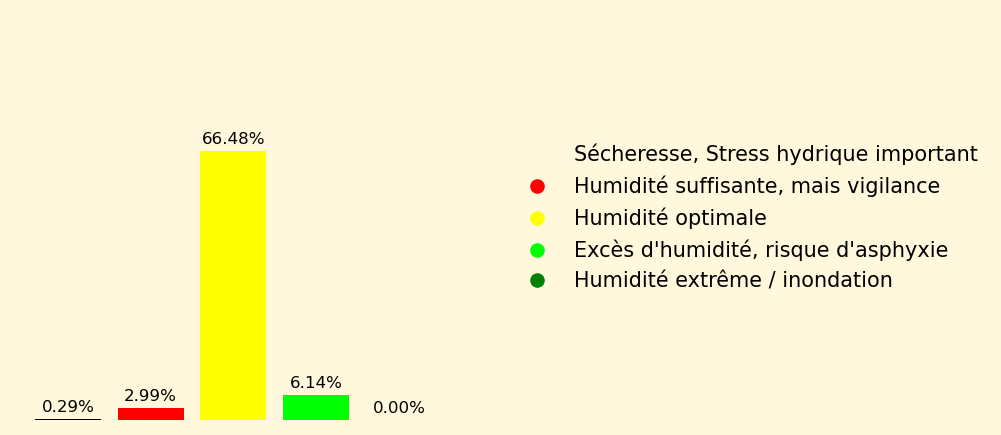 66.48%
6.14%
2.99%
0.29%
0.00%
Sécheresse, Stress hydrique important
Humidité suffisante, mais vigilance
Humidité optimale
Excès d'humidité, risque d'asphyxie
Humidité extrême / inondation